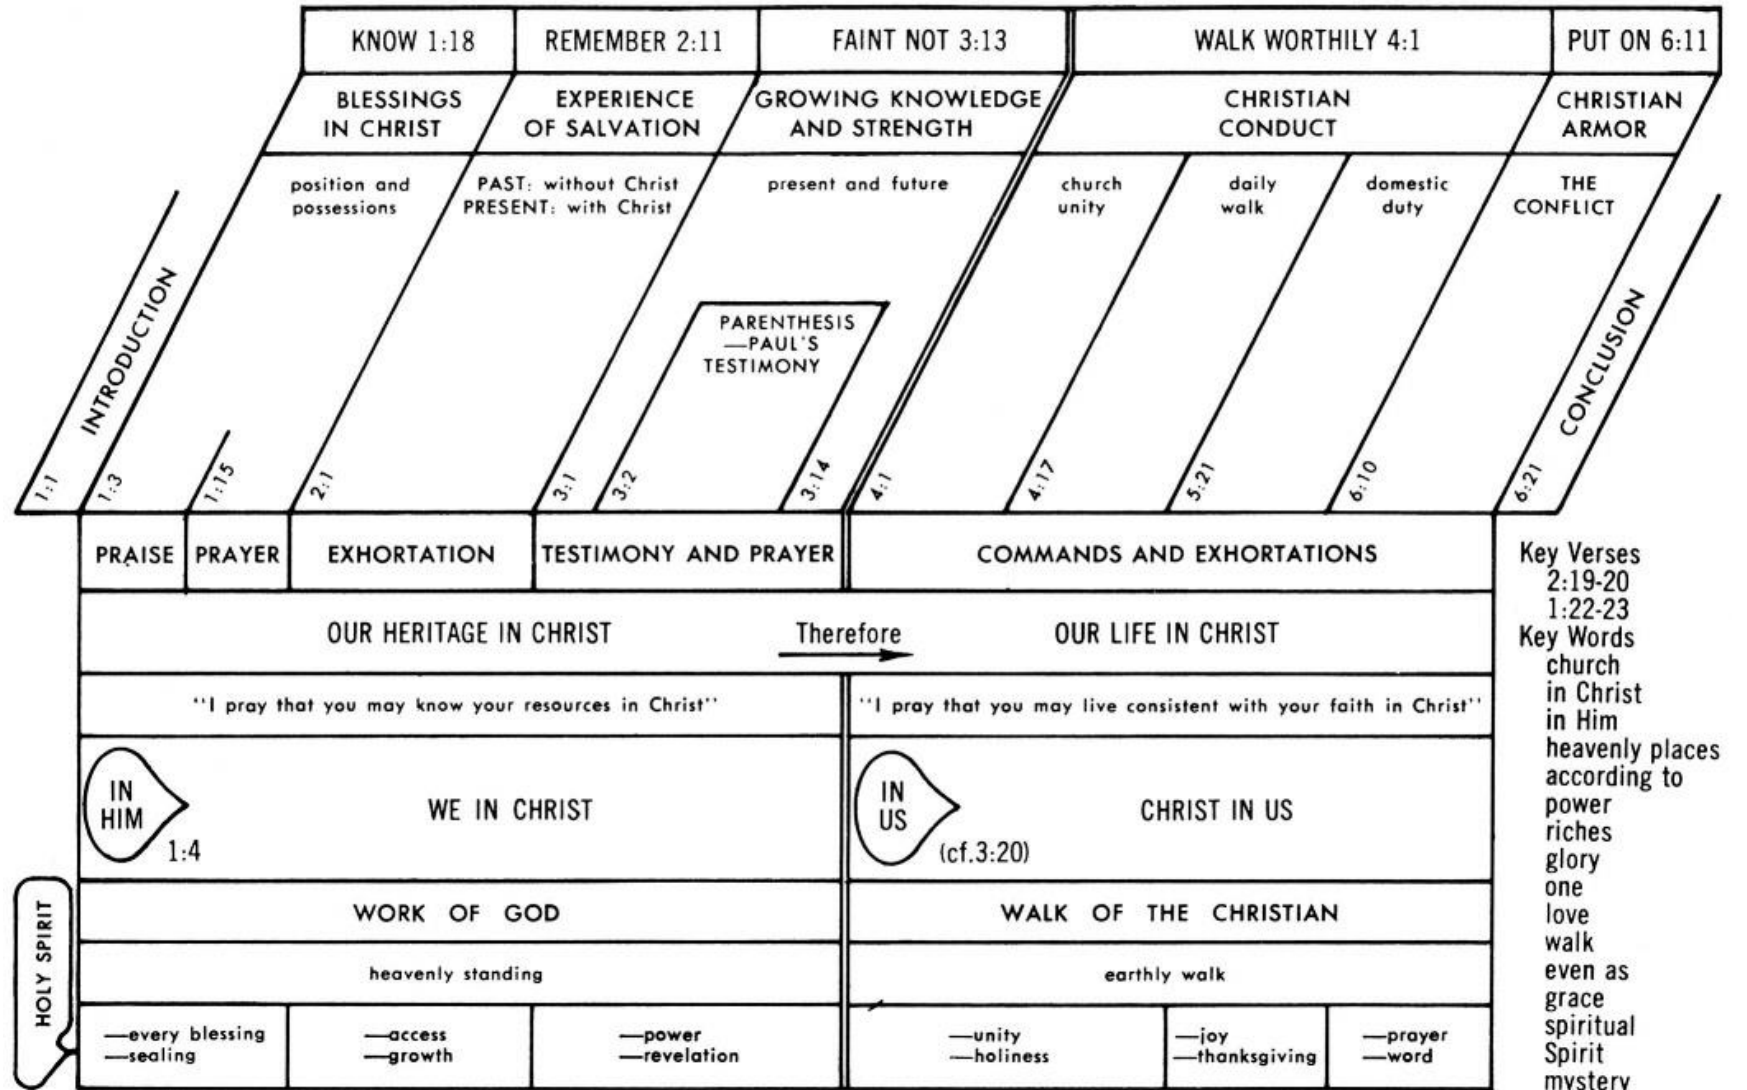 KNOW 1:18
REMEMBER 2:11
FAINT NOT 3:13
WALK WORTHILY 4:1
PUT ON 6:11
BLESSINGS
IN CHRIST
EXPERIENCE
OF SALVATION
GROWING KNOWLEDGE
AND STRENGTH
CHRISTIAN
CONDUCT
CHRISTIAN
ARMOR
position and
possessions
PAST: without Christ
PRESENT: with Christ
present and future
church
unity
daily
walk
domestic
duty
THE
CONFLICT
INTRODUCTION
PARENTHESIS
—PAUL'S
TESTIMONY
CONCLUSION
1:1
1:3
1:15
2:1
3:1
3:2
3:14
4:1
4:17
5:21
6:10
6:21
PRAISE
PRAYER
EXHORTATION
TESTIMONY AND PRAYER
COMMANDS AND EXHORTATIONS
OUR HERITAGE IN CHRIST
Therefore
OUR LIFE IN CHRIST
"I pray that you may know your resources in Christ"
"I pray that you may live consistent with your faith in Christ"
IN
HIM
1:4
WE IN CHRIST
IN
US
(cf.3:20)
CHRIST IN US
WORK OF GOD
WALK OF THE CHRISTIAN
heavenly standing
earthly walk
HOLY SPIRIT
—every blessing
—sealing
—access
—growth
—power
—revelation
—unity
—holiness
—joy
—thanksgiving
—prayer
—word
Key Verses
2:19-20
1:22-23
Key Words
church
in Christ
in Him
heavenly places
according to
power
riches
glory
one
love
walk
even as
grace
spiritual
Spirit
mystery